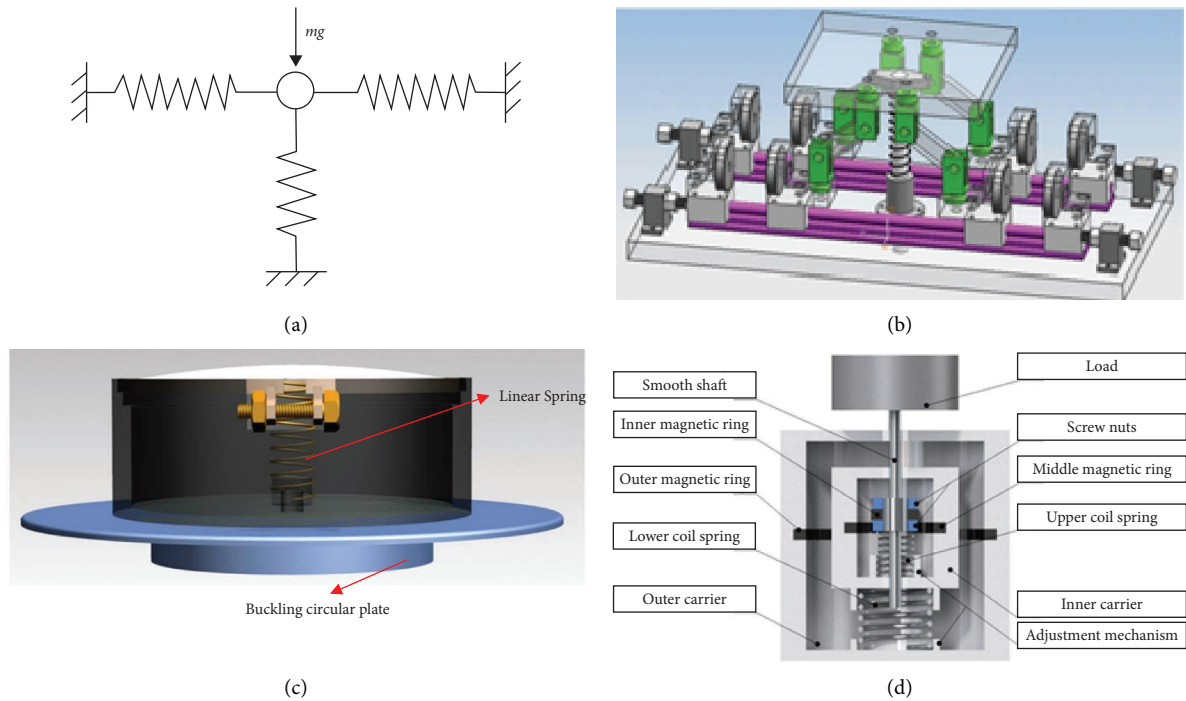 mg
(a)
(b)
Linear Spring
Buckling circular plate
(c)
Smooth shaft
Inner magnetic ring
Outer magnetic ring
Lower coil spring
Outer carrier
Load
Screw nuts
Middle magnetic ring
Upper coil spring
Inner carrier
Adjustment mechanism
(d)